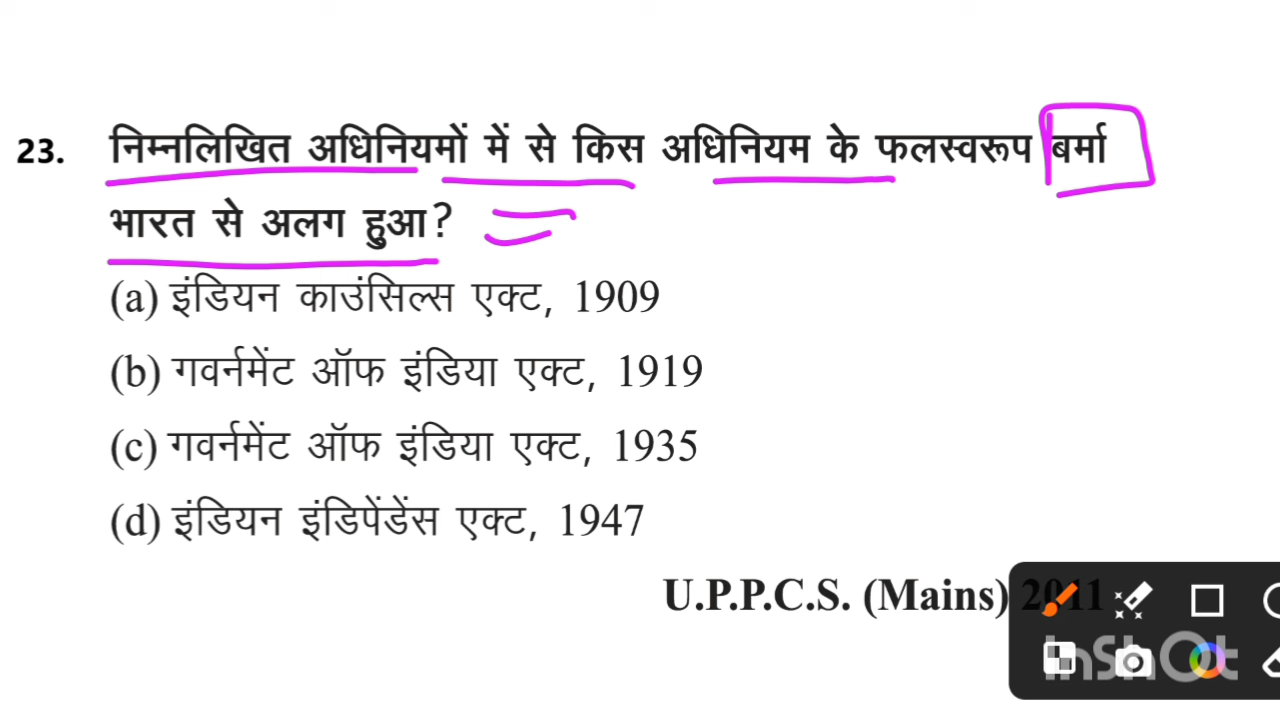 23. निम्नलिखित अधिनियमों में से किस अधिनियम के फलस्वरूप बर्मा
भारत से अलग हुआ?
(a) इंडियन काउंसिल्स एक्ट, 1909
(b) गवर्नमेंट ऑफ इंडिया एक्ट, 1919
(c) गवर्नमेंट ऑफ इंडिया एक्ट, 1935
(d) इंडियन इंडिपेंडेंस एक्ट, 1947
U.P.P.C.S. (Mains) 2011
InShOt